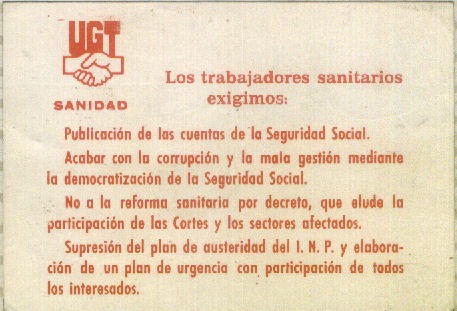 UGT
SANIDAD
Los trabajadores sanitarios
exigimos:
Publicación de las cuentas de la Seguridad Social.
Acabar con la corrupción y la mala gestión mediante
la democratización de la Seguridad Social.
No a la reforma sanitaria por decreto, que elude la
participación de las Cortes y los sectores afectados.
Supresión del plan de austeridad del I. N. P. y elabora-
ción de un plan de urgencia con participación de todos
los interesados.